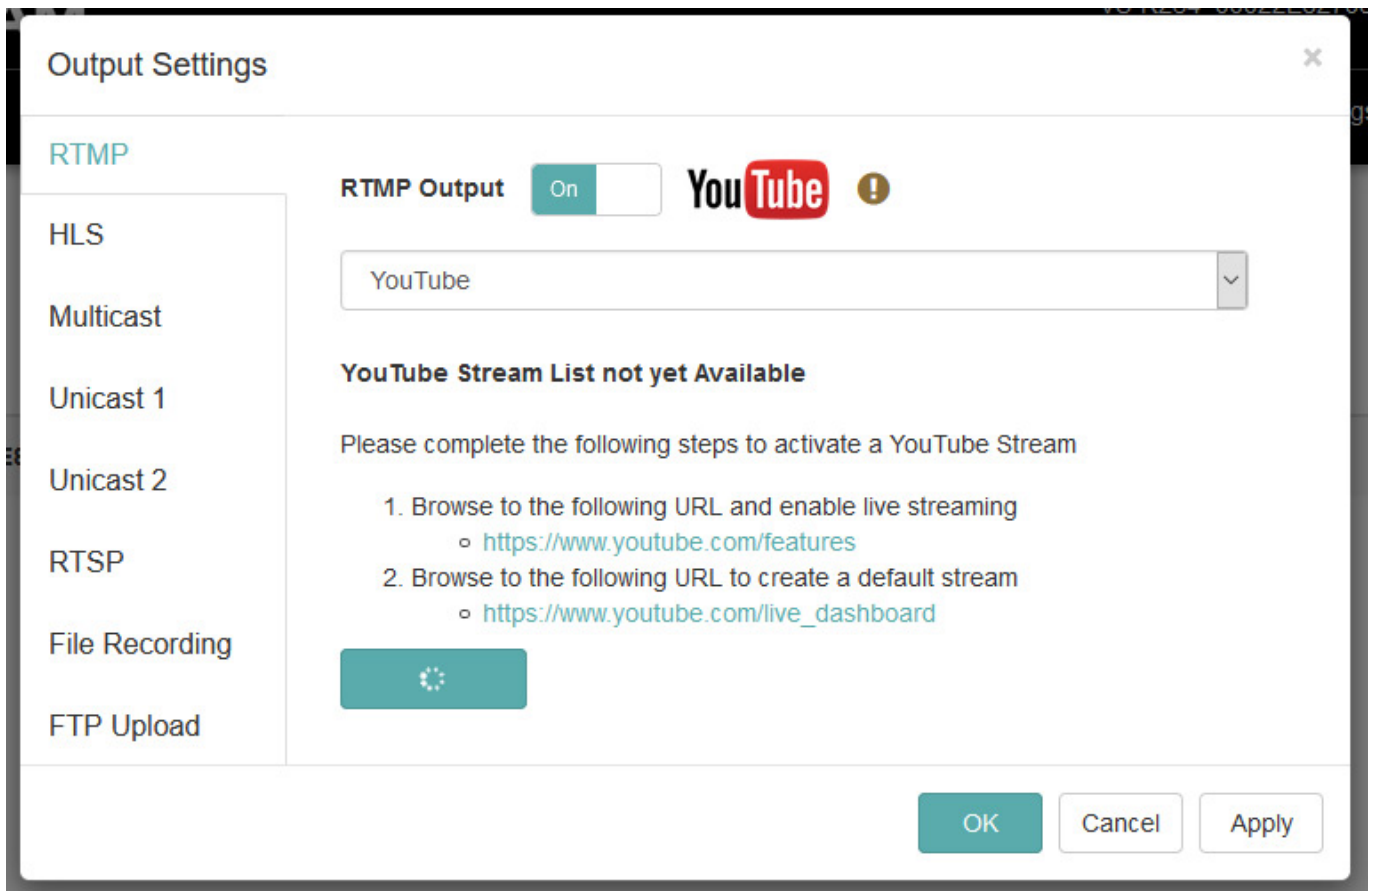 Output Settings
×
RTMP
HLS
Multicast
Unicast 1
Unicast 2
RTSP
File Recording
FTP Upload
RTMP Output On YouTube
YouTube
YouTube Stream List not yet Available
Please complete the following steps to activate a YouTube Stream
1. Browse to the following URL and enable live streaming
https://www.youtube.com/features
2. Browse to the following URL to create a default stream
https://www.youtube.com/live_dashboard
OK Cancel Apply